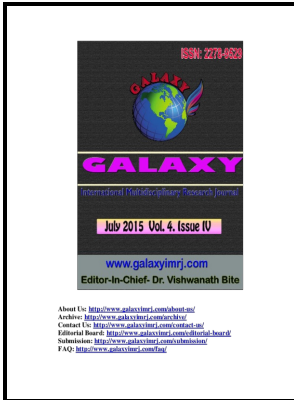 ISSN: 2278-9529
GALAXY
GALAXY
International Multidisciplinary Research Journal
July 2015 Vol. 4. Issue IV
www.galaxyimrj.com
Editor-In-Chief- Dr. Vishwanath Bite
About Us: http://www.galaxyimrj.com/about-us/
Archive: http://www.galaxyimrj.com/archive/
Contact Us: http://www.galaxyimrj.com/contact-us/
Editorial Board: http://www.galaxyimrj.com/editorial-board/
Submission: http://www.galaxyimrj.com/submission/
FAQ: http://www.galaxyimrj.com/faq/